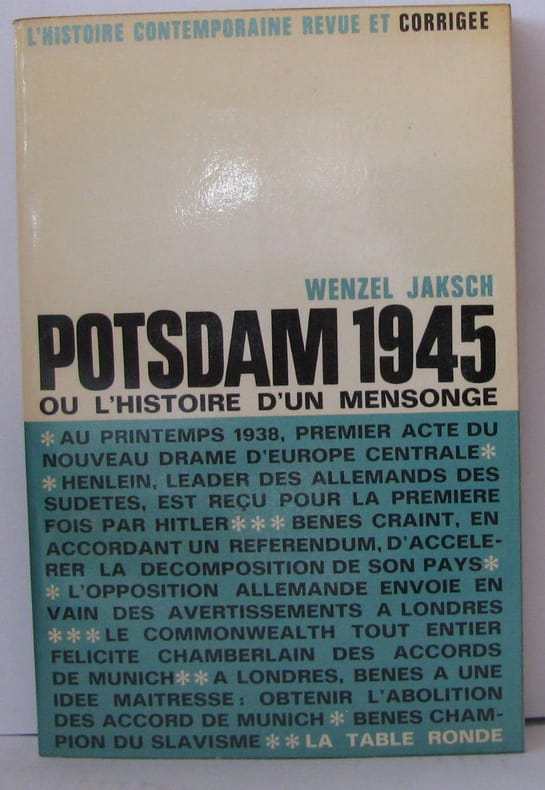 L'HISTOIRE CONTEMPORAINE REVUE ET CORRIGEE
WENZEL JAKSCH
POTSDAM 1945
OU L'HISTOIRE D'UN MENSONGE
* AU PRINTEMPS 1938, PREMIER ACTE DU
NOUVEAU DRAME D'EUROPE CENTRALE *
* HENLEIN, LEADER DES ALLEMANDS DES
SUDETES, EST REÇU POUR LA PREMIERE
FOIS PAR HITLER * * * BENES CRAINT, EN
ACCORDANT UN REFERENDUM, D'ACCELE-
RER LA DECOMPOSITION DE SON PAYS *
* L'OPPOSITION ALLEMANDE ENVOIE EN
VAIN DES AVERTISSEMENTS A LONDRES
* * * LE COMMONWEALTH TOUT ENTIER
FELICITE CHAMBERLAIN DES ACCORDS
DE MUNICH * * A LONDRES, BENES A UNE
IDEE MAITRESSE : OBTENIR L'ABOLITION
DES ACCORD DE MUNICH * BENES CHAM-
PION DU SLAVISME * * LA TABLE RONDE